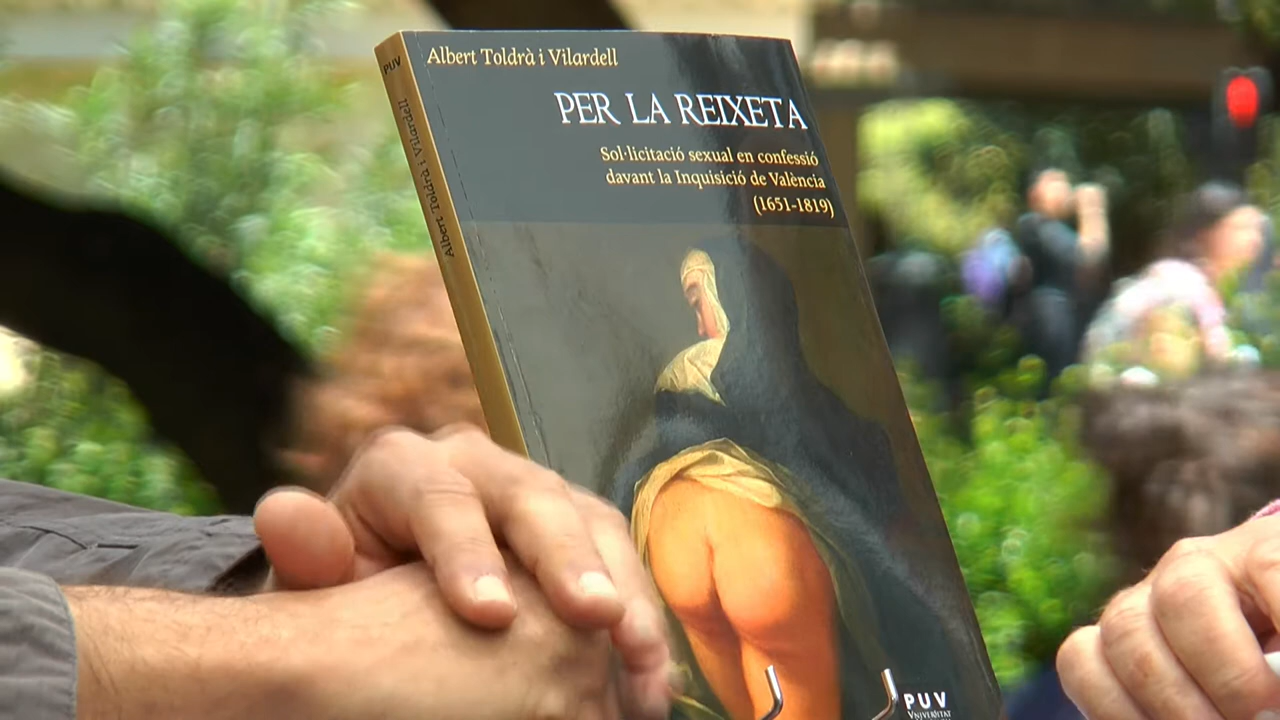 Albert Toldrà i Vilardell
PER LA REIXETA
Sol·licitació sexual en confessió
davant la Inquisició de València
(1651-1819)
PUV
Albert Toldrà i Vilardell
PUV
VNIVERSITAT